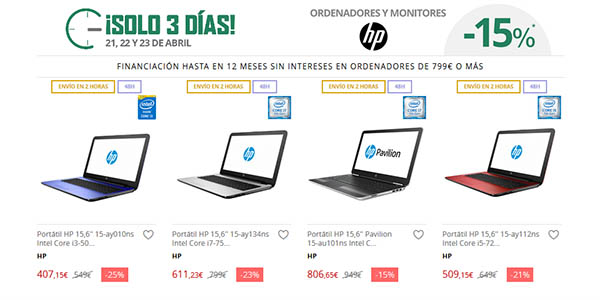 ¡SOLO 3 DÍAS!
21, 22 Y 23 DE ABRIL
ORDENADORES Y MONITORES
hp
-15%*
FINANCIACIÓN HASTA EN 12 MESES SIN INTERESES EN ORDENADORES DE 799€ O MÁS
ENVÍO EN 2 HORAS 48H
ENVÍO EN 2 HORAS 48H
ENVÍO EN 2 HORAS 48H
ENVÍO EN 2 HORAS 48H
hp
hp
hp Pavilion
hp
Portátil HP 15,6" 15-ay010ns
Intel Core i3-50...
HP
407,15€ 549€ -25%
Portátil HP 15,6" 15-ay134ns
Intel Core i7-75...
HP
611,23€ 799€ -23%
Portátil HP 15,6" Pavilion
15-au101ns Intel C...
HP
806,65€ 949€ -15%
Portátil HP 15,6" 15-ay112ns
Intel Core i5-72...
HP
509,15€ 649€ -21%